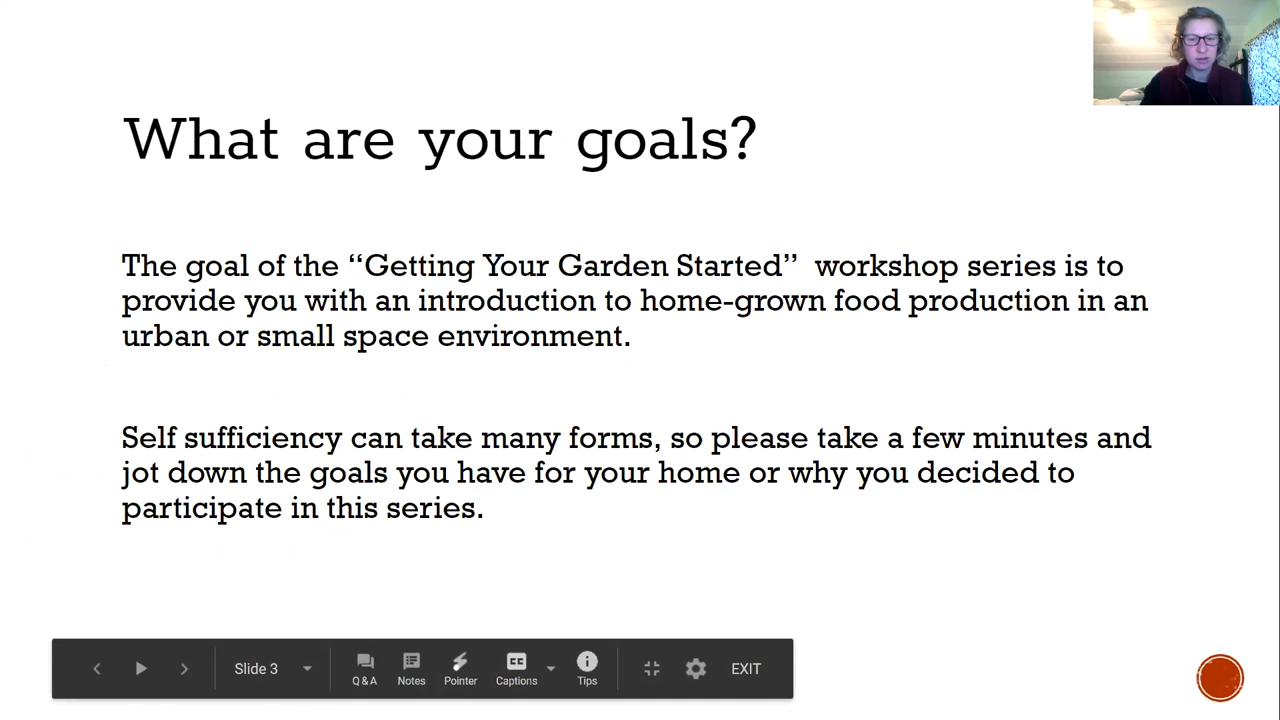 What are your goals?
The goal of the “Getting Your Garden Started”  workshop series is to
provide you with an introduction to home-grown food production in an
urban or small space environment.
Self sufficiency can take many forms, so please take a few minutes and
jot down the goals you have for your home or why you decided to
participate in this series.
Slide 3
Q & A
Notes
Pointer
CC
Captions
Tips
EXIT